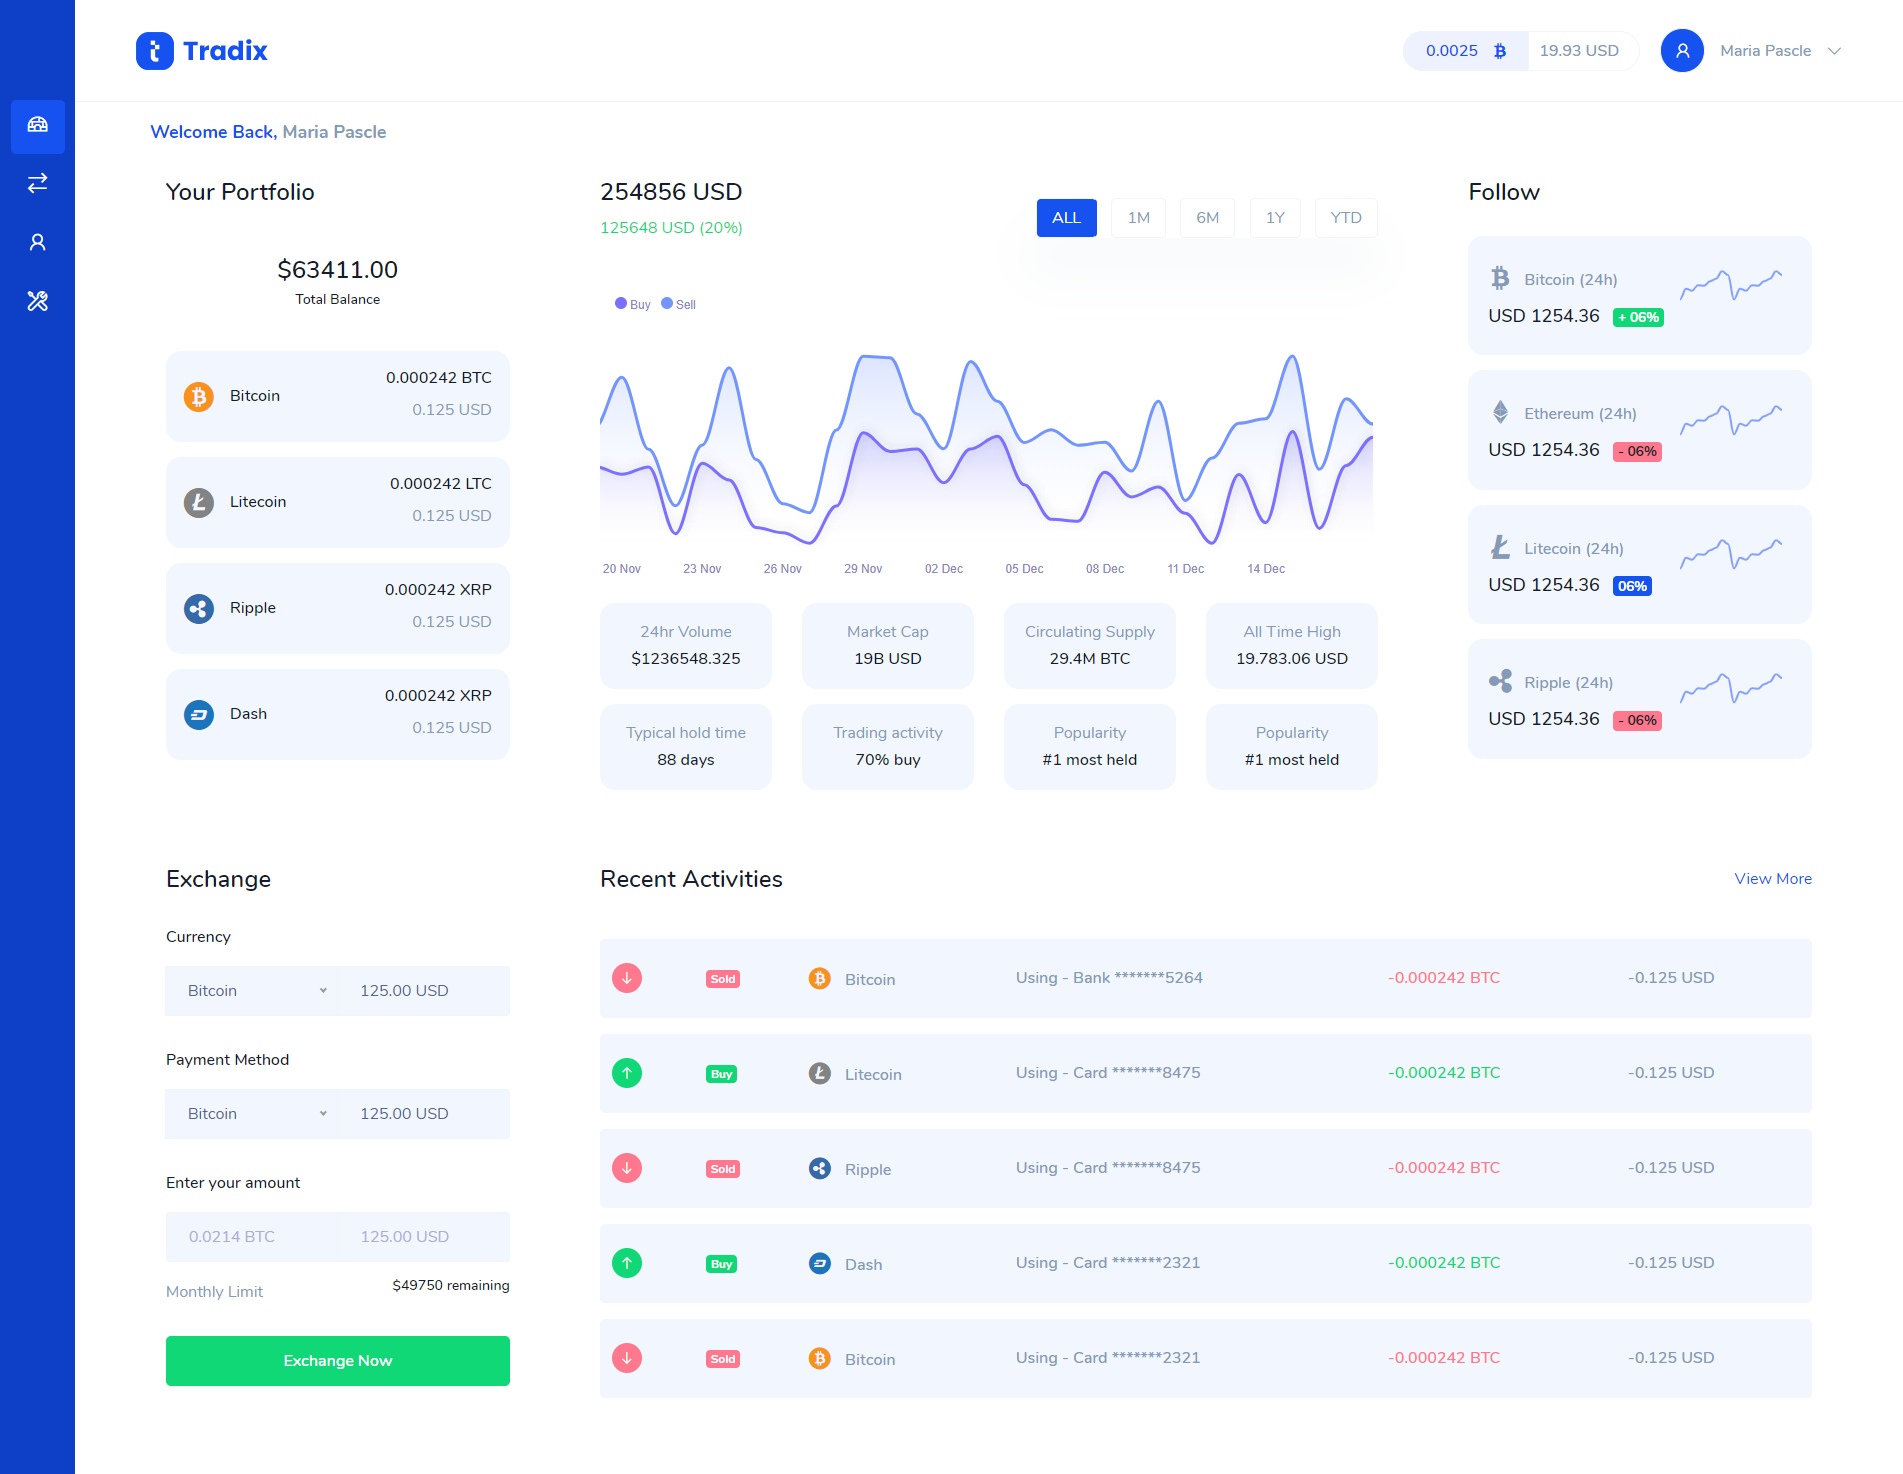 Tradix
0.0025
19.93 USD
Maria Pascle
Welcome Back, Maria Pascle
Your Portfolio
$63411.00
Total Balance
Bitcoin
0.000242 BTC
0.125 USD
Litecoin
0.000242 LTC
0.125 USD
Ripple
0.000242 XRP
0.125 USD
Dash
0.000242 XRP
0.125 USD
254856 USD
125648 USD (20%)
ALL
1M
6M
1Y
YTD
Buy
Sell
20 Nov
23 Nov
26 Nov
29 Nov
02 Dec
05 Dec
08 Dec
11 Dec
14 Dec
24hr Volume
$1236548.325
Market Cap
19B USD
Circulating Supply
29.4M BTC
All Time High
19.783.06 USD
Typical hold time
88 days
Trading activity
70% buy
Popularity
#1 most held
Popularity
#1 most held
Follow
Bitcoin (24h)
USD 1254.36
+ 06%
Ethereum (24h)
USD 1254.36
- 06%
Litecoin (24h)
USD 1254.36
06%
Ripple (24h)
USD 1254.36
- 06%
Exchange
Currency
Bitcoin
125.00 USD
Payment Method
Bitcoin
125.00 USD
Enter your amount
0.0214 BTC
125.00 USD
Monthly Limit
$49750 remaining
Exchange Now
Recent Activities
View More
Sold
Bitcoin
Using - Bank *******5264
-0.000242 BTC
-0.125 USD
Buy
Litecoin
Using - Card *******8475
-0.000242 BTC
-0.125 USD
Sold
Ripple
Using - Card *******8475
-0.000242 BTC
-0.125 USD
Buy
Dash
Using - Card *******2321
-0.000242 BTC
-0.125 USD
Sold
Bitcoin
Using - Card *******2321
-0.000242 BTC
-0.125 USD